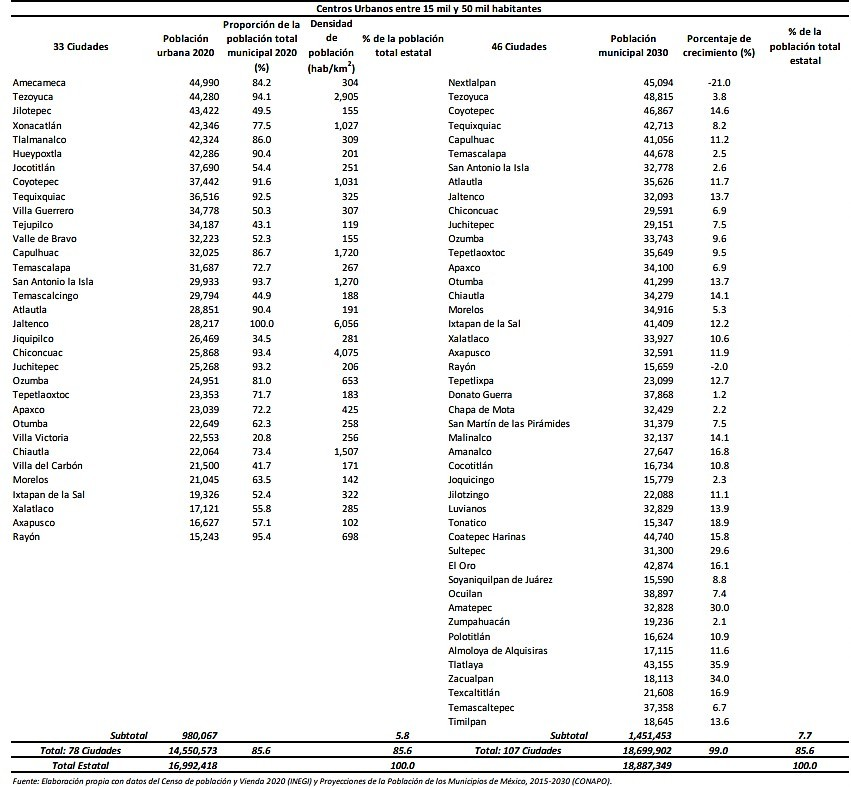 Centros Urbanos entre 15 mil y 50 mil habitantes
33 Ciudades Población urbana 2020 Proporción de la población total municipal 2020 (%) Densidad de población (hab/km²) % de la población total estatal 46 Ciudades Población municipal 2030 Porcentaje de crecimiento (%) % de la población total estatal
Amecameca 44,990 84.2 304 Nextlalpan 45,094 -21.0
Tezoyuca 44,280 94.1 2,905 Tezoyuca 48,815 3.8
Jilotepec 43,422 49.5 155 Coyotepec 46,867 14.6
Xonacatlán 42,346 77.5 1,027 Tequixquiac 42,713 8.2
Tlalmanalco 42,324 86.0 309 Capulhuac 41,056 11.2
Hueypoxtla 42,286 90.4 201 Temascalapa 44,678 2.5
Jocotitlán 37,690 54.4 251 San Antonio la Isla 32,778 2.6
Coyotepec 37,442 91.6 1,031 Atlautla 35,626 11.7
Tequixquiac 36,516 92.5 325 Jaltenco 32,093 13.7
Villa Guerrero 34,778 50.3 307 Chiconcuac 29,591 6.9
Tejupilco 34,187 43.1 119 Juchitepec 29,151 7.5
Valle de Bravo 32,223 52.3 155 Ozumba 33,743 9.6
Capulhuac 32,025 86.7 1,720 Tepetlaoxtoc 35,649 9.5
Temascalapa 31,687 72.7 267 Apaxco 34,100 6.9
San Antonio la Isla 29,933 93.7 1,270 Otumba 41,299 13.7
Temascalcingo 29,794 44.9 188 Chiautla 34,279 14.1
Atlautla 28,851 90.4 191 Morelos 34,916 5.3
Jaltenco 28,217 100.0 6,056 Ixtapan de la Sal 41,409 12.2
Jiquipilco 26,469 34.5 281 Xalatlaco 33,927 10.6
Chiconcuac 25,868 93.4 4,075 Axapusco 32,591 11.9
Juchitepec 25,268 93.2 206 Rayón 15,659 -2.0
Ozumba 24,951 81.0 653 Tepetlixpa 23,099 12.7
Tepetlaoxtoc 23,353 71.7 183 Donato Guerra 37,868 1.2
Apaxco 23,039 72.2 425 Chapa de Mota 32,429 2.2
Otumba 22,649 62.3 258 San Martín de las Pirámides 31,379 7.5
Villa Victoria 22,553 20.8 256 Malinalco 32,137 14.1
Chiautla 22,064 73.4 1,507 Amanalco 27,647 16.8
Villa del Carbón 21,500 41.7 171 Cocotitlán 16,734 10.8
Morelos 21,045 63.5 142 Joquicingo 15,779 2.3
Ixtapan de la Sal 19,326 52.4 322 Jilotzingo 22,088 11.1
Xalatlaco 17,121 55.8 285 Luvianos 32,829 13.9
Axapusco 16,627 57.1 102 Tonatico 15,347 18.9
Rayón 15,243 95.4 698 Coatepec Harinas 44,740 15.8
Sultepec 31,300 29.6
El Oro 42,874 16.1
Soyaniquilpan de Juárez 15,590 8.8
Ocuilan 38,897 7.4
Amatepec 32,828 30.0
Zumpahuacán 19,236 2.1
Polotitlán 16,624 10.9
Almoloya de Alquisiras 17,115 11.6
Tlatlaya 43,155 35.9
Zacualpan 18,113 34.0
Texcaltitlán 21,608 16.9
Temascaltepec 37,358 6.7
Timilpan 18,645 13.6
Subtotal 980,067 5.8 Subtotal 1,451,453 7.7
Total: 78 Ciudades 14,550,573 85.6 85.6 Total: 107 Ciudades 18,699,902 99.0 85.6
Total Estatal 16,992,418 100.0 18,887,349 100.0
Fuente: Elaboración propia con datos del Censo de población y Vienda 2020 (INEGI) y Proyecciones de la Población de los Municipios de México, 2015-2030 (CONAPO).